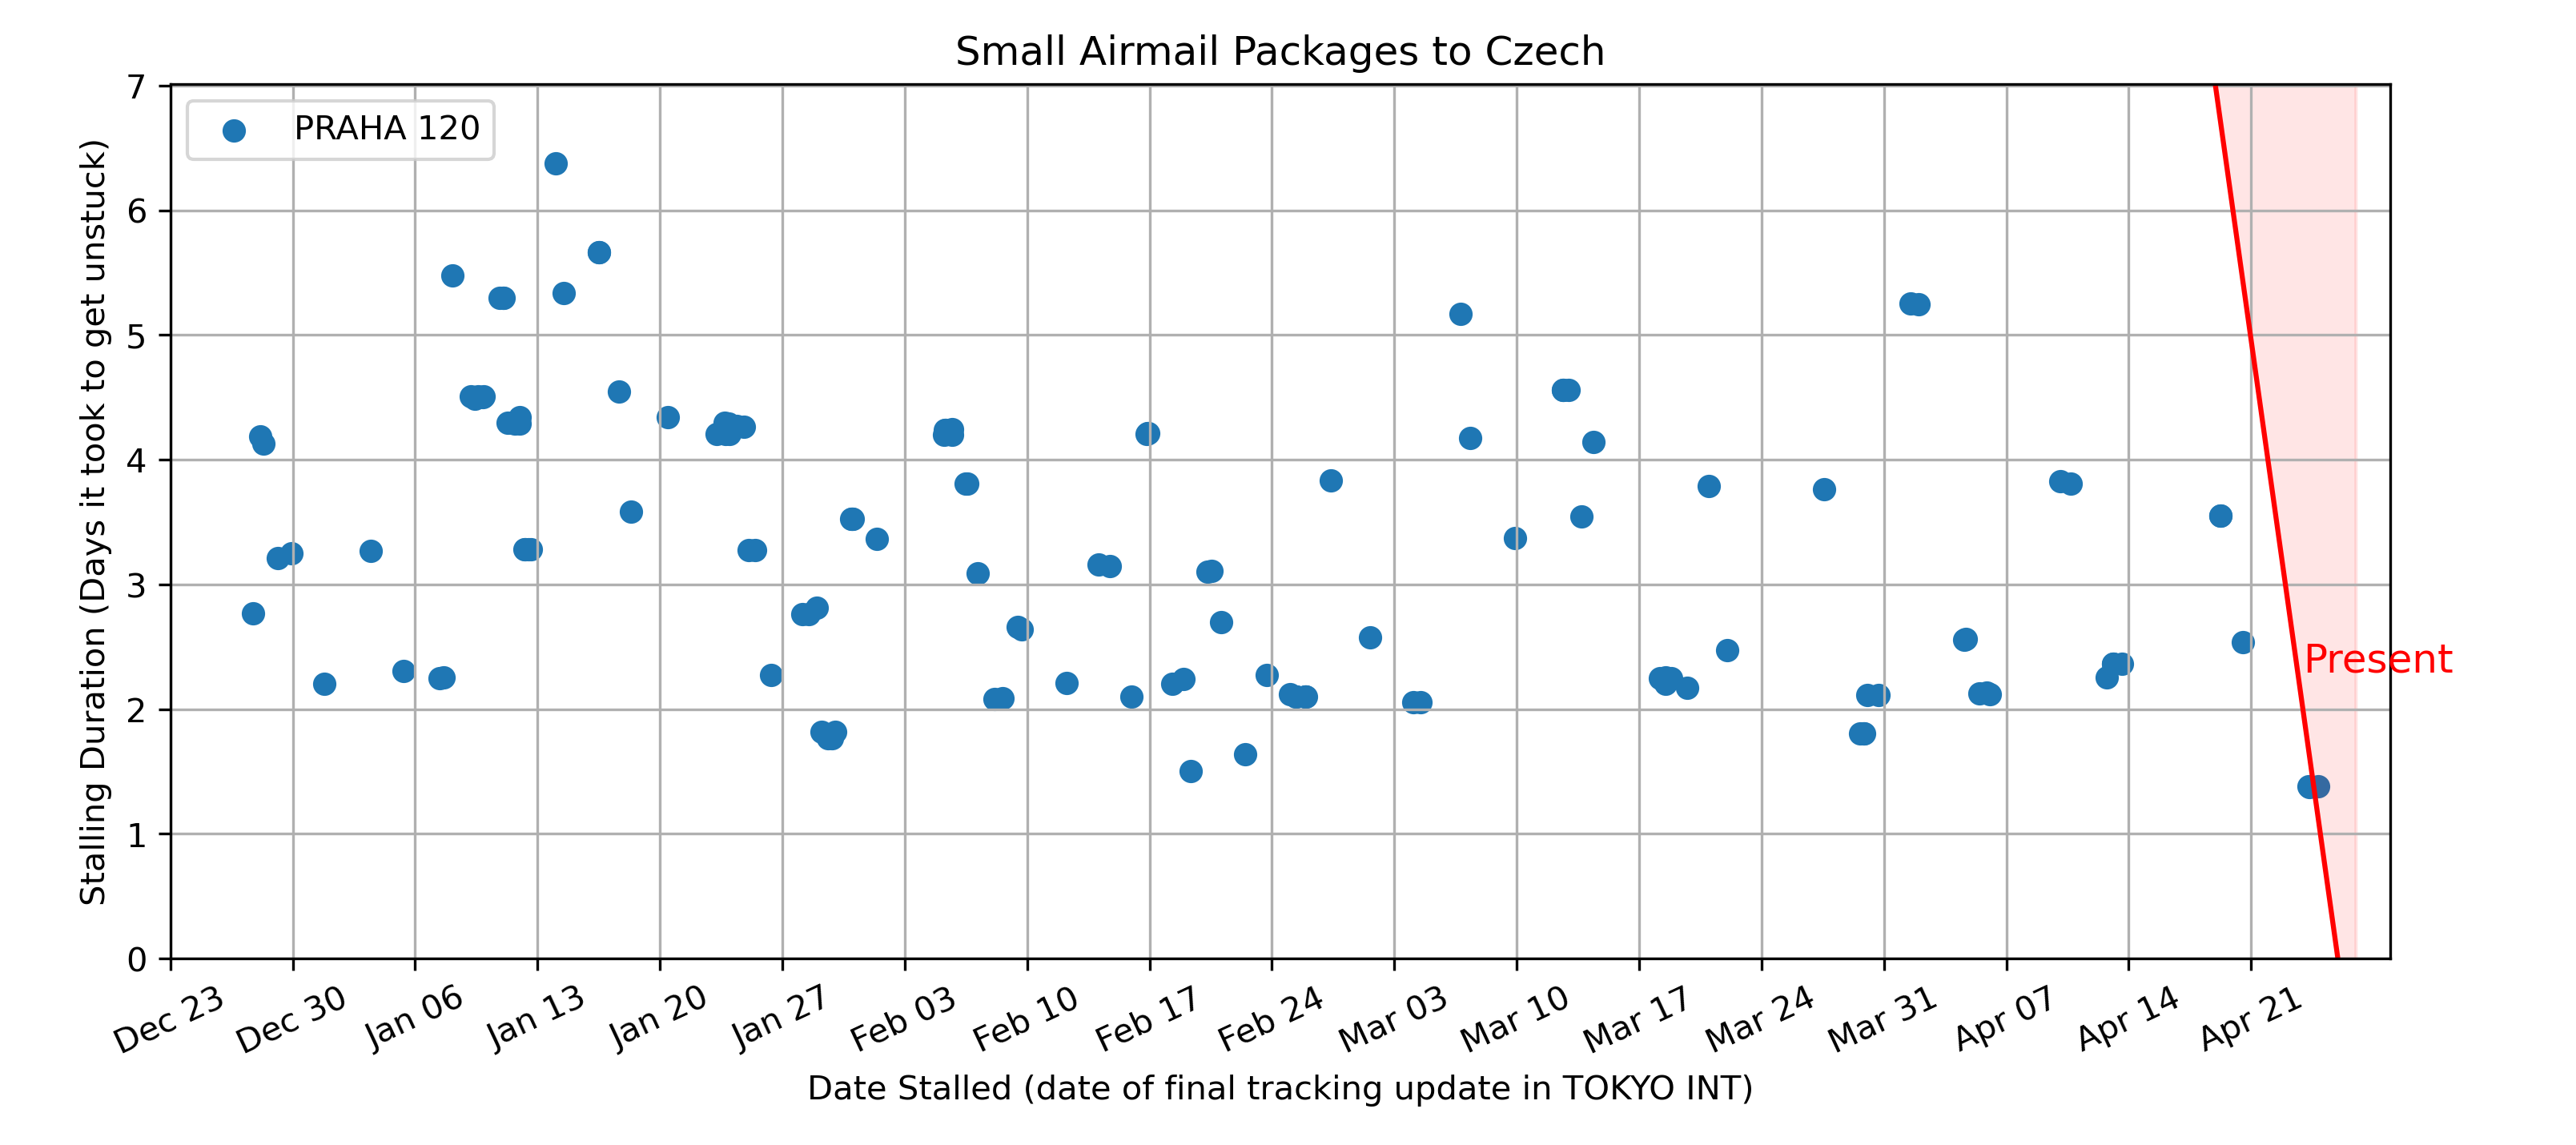 Small Airmail Packages to Czech
PRAHA 120
Stalling Duration (Days it took to get unstuck)
7
6
5
4
3
2
1
0
Present
Dec 23
Dec 30
Jan 06
Jan 13
Jan 20
Jan 27
Feb 03
Feb 10
Feb 17
Feb 24
Mar 03
Mar 10
Mar 17
Mar 24
Mar 31
Apr 07
Apr 14
Apr 21
Date Stalled (date of final tracking update in TOKYO INT)